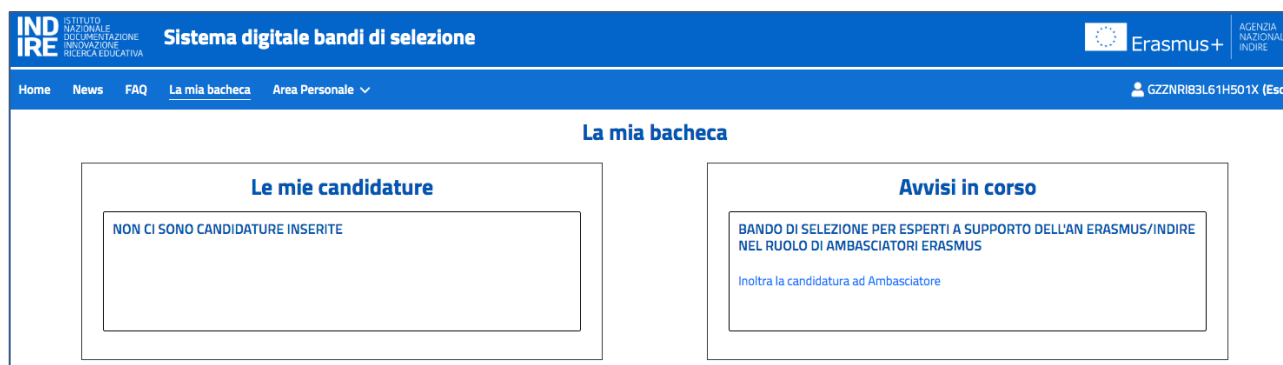 IND
IRE
ISTITUTO
NAZIONALE
DOCUMENTAZIONE
INNOVAZIONE
RICERCA EDUCATIVA
Sistema digitale bandi di selezione
Erasmus+
AGENZIA
NAZIONAL
INDIRE
Home News FAQ La mia bacheca Area Personale
GZZNRI83L61H501X (Esc
La mia bacheca
Le mie candidature
NON CI SONO CANDIDATURE INSERITE
Avvisi in corso
BANDO DI SELEZIONE PER ESPERTI A SUPPORTO DELL'AN ERASMUS/INDIRE
NEL RUOLO DI AMBASCIATORI ERASMUS
Inoltra la candidatura ad Ambasciatore